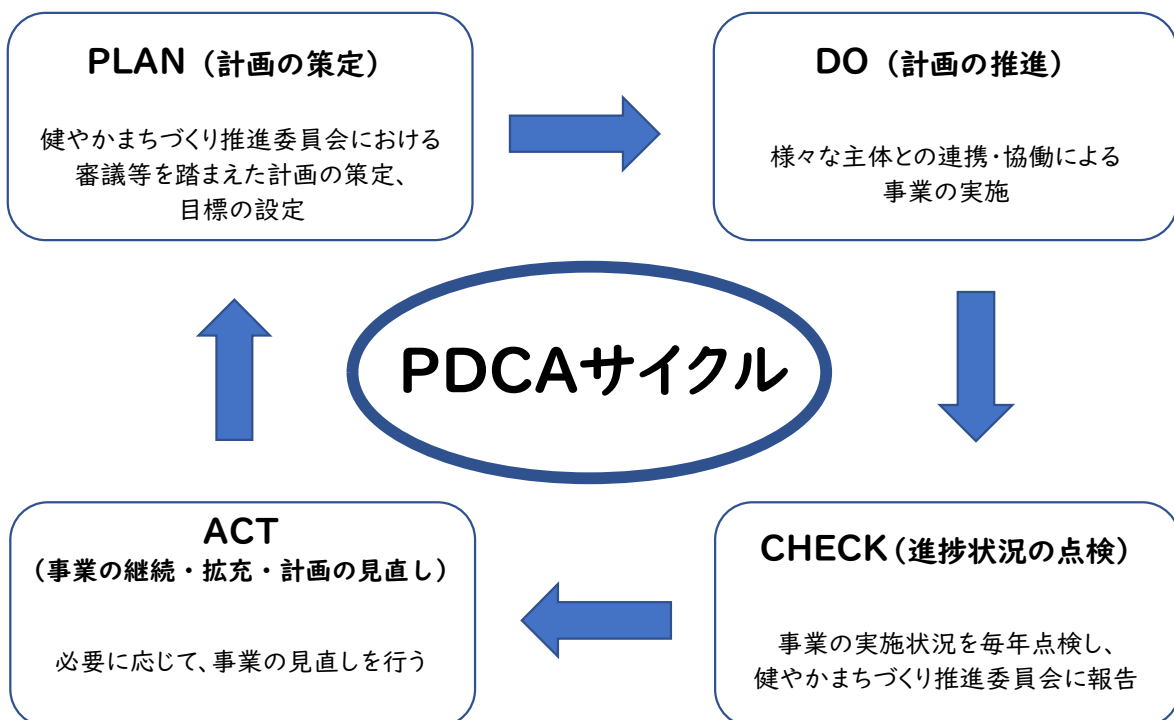 PLAN（計画の策定）
健やかまちづくり推進委員会における
審議等を踏まえた計画の策定、
目標の設定
DO（計画の推進）
様々な主体との連携・協働による
事業の実施
PDCAサイクル
ACT
（事業の継続・拡充・計画の見直し）
必要に応じて、事業の見直しを行う
CHECK（進捗状況の点検）
事業の実施状況を毎年点検し、
健やかまちづくり推進委員会に報告